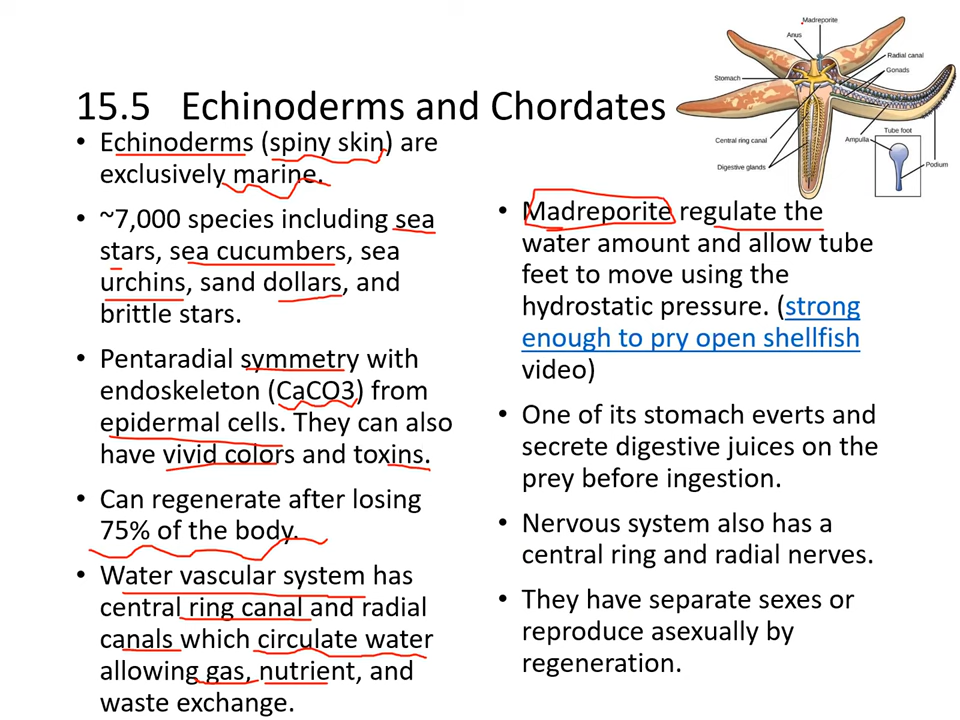 15.5 Echinoderms and Chordates
• Echinoderms (spiny skin) are
exclusively marine.
• ~7,000 species including sea
stars, sea cucumbers, sea
urchins, sand dollars, and
brittle stars.
• Pentaradial symmetry with
endoskeleton (CaCO3) from
epidermal cells. They can also
have vivid colors and toxins.
• Can regenerate after losing
75% of the body.
• Water vascular system has
central ring canal and radial
canals which circulate water
allowing gas, nutrient, and
waste exchange.
Madreporite
Anus
Radial canal
Gonads
Stomach
Central ring canal
Digestive glands
Ampulla
Tube foot
Podium
• Madreporite regulate the
water amount and allow tube
feet to move using the
hydrostatic pressure. (strong
enough to pry open shellfish
video)
• One of its stomach everts and
secrete digestive juices on the
prey before ingestion.
• Nervous system also has a
central ring and radial nerves.
• They have separate sexes or
reproduce asexually by
regeneration.